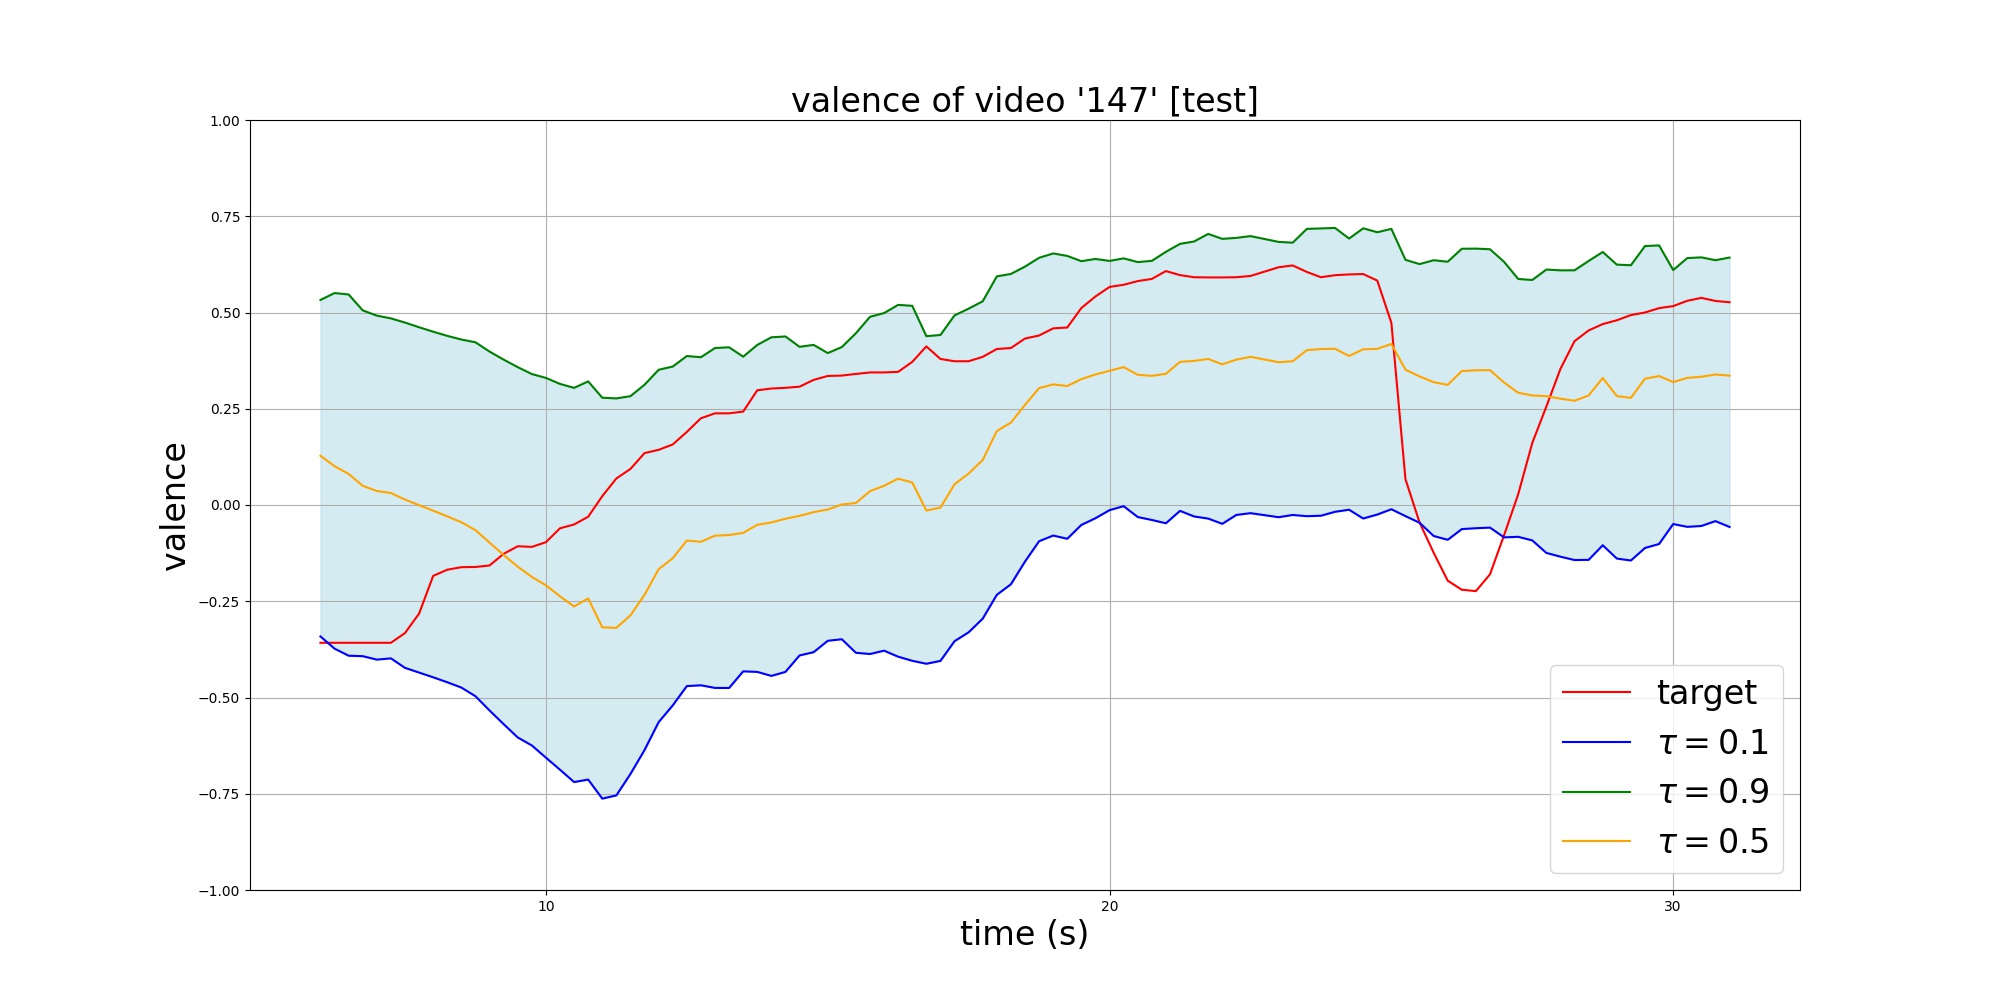 valence of video '147' [test]
1.00
0.75
0.50
0.25
0.00
−0.25
−0.50
−0.75
−1.00
valence
10
20
30
time (s)
target
τ = 0.1
τ = 0.9
τ = 0.5